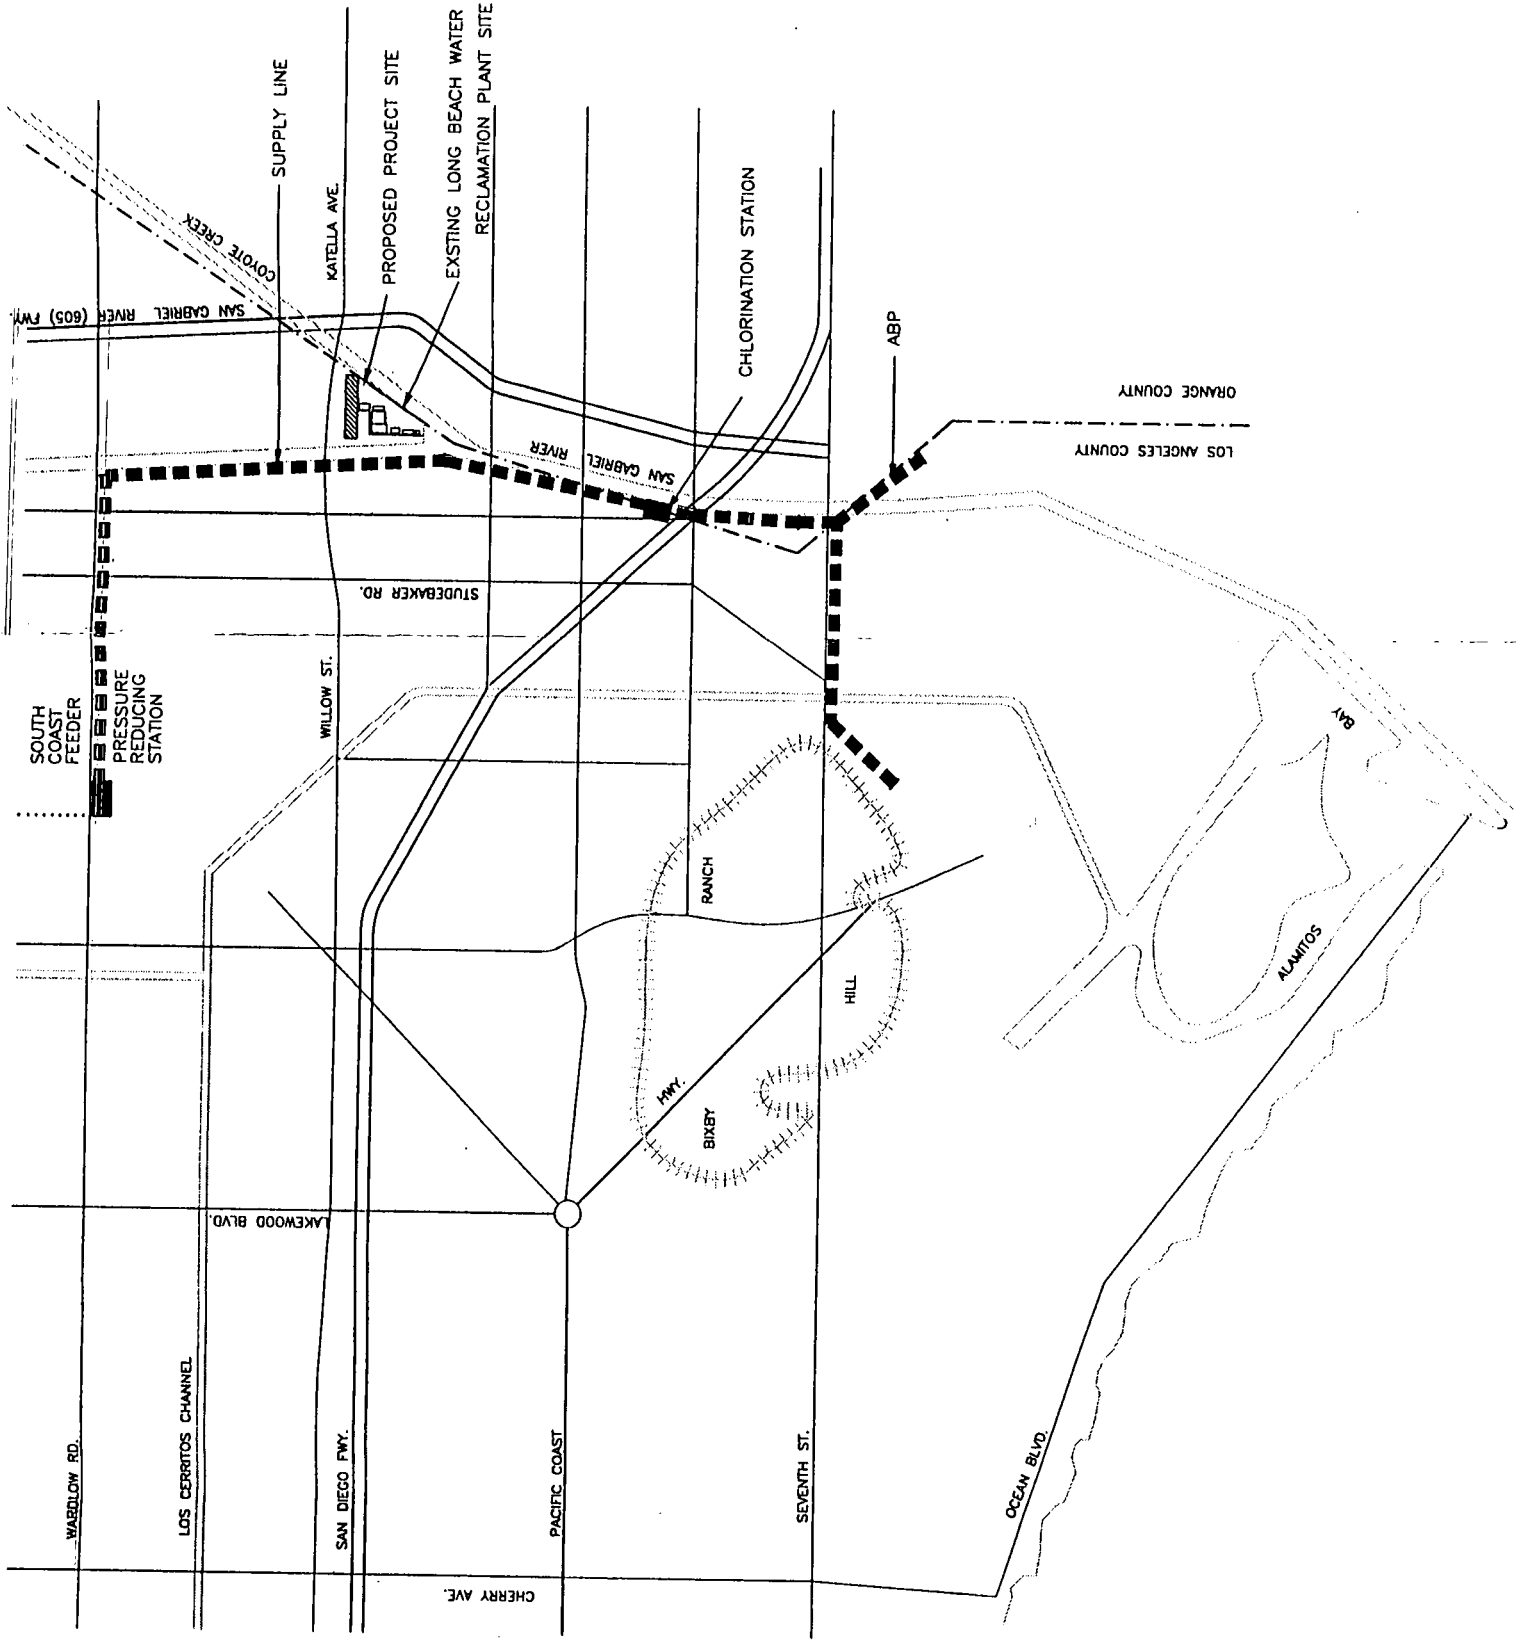 SOUTH
COAST
FEEDER
PRESSURE
REDUCING
STATION
SUPPLY LINE
KATELLA AVE.
PROPOSED PROJECT SITE
EXSTING LONG BEACH WATER
RECLAMATION PLANT SITE
COYOTE CREEK
SAN GABRIEL RIVER (605) FWY.
CHLORINATION STATION
ABP
ORANGE COUNTY
LOS ANGELES COUNTY
SAN GABRIEL
RIVER
STUDEBAKER RD.
WILLOW ST.
RANCH
HILL
HWY.
BIXBY
BAY
ALAMITOS
LAKEWOOD BLVD.
WARDLOW RD.
LOS CERRITOS CHANNEL
SAN DIEGO FWY.
PACIFIC COAST
SEVENTH ST.
OCEAN BLVD.
CHERRY AVE.